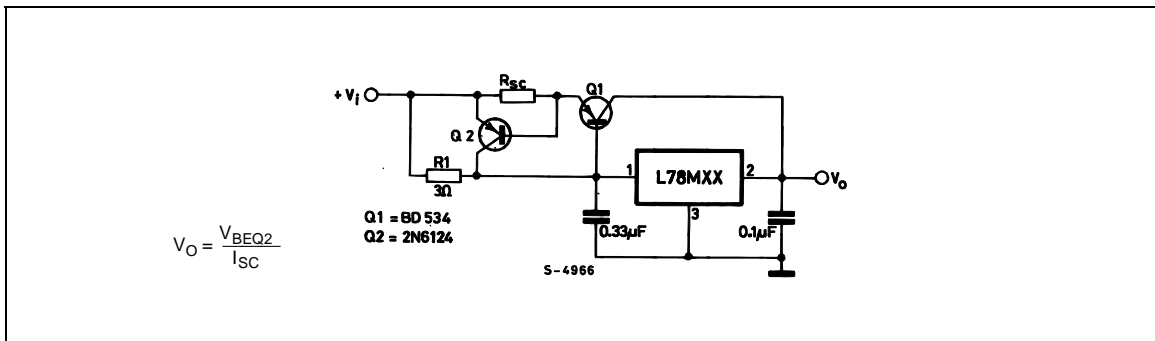 Rsc
Q1
+ Vi
Q 2
R1
3Ω
1
L78MXX
2
Vo
3
Q1 = BD 534
Q2 = 2N6124
0.33µF
0.1µF
VO = VBEQ2 / ISC
S-4966